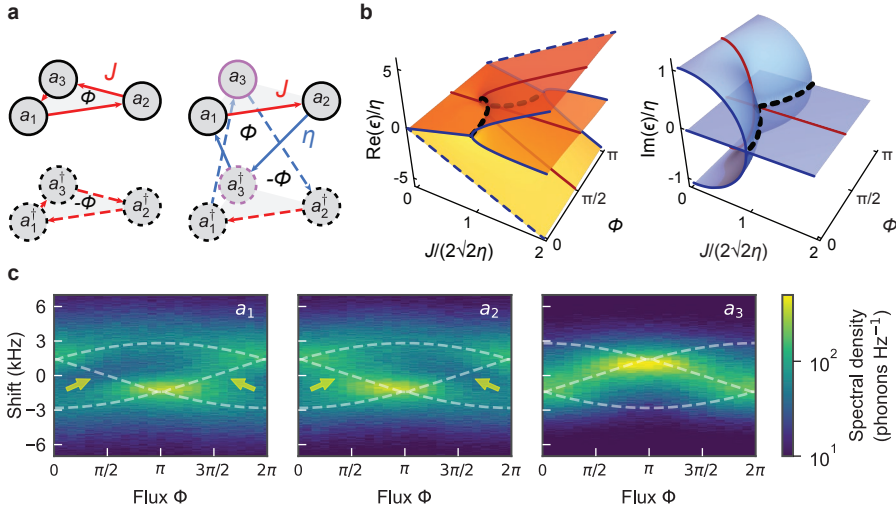 a
a₃ J Φ a₁ a₂
a₃† -Φ a₁† a₂†
a₃ J a₁ Φ a₂ η
a₃† -Φ a₁† a₂†
b
Re(ϵ)/η
5
0
-5
0
1
2
J/(2√2η)
0
π/2
π
Φ
Im(ϵ)/η
1
0
-1
0
1
2
J/(2√2η)
0
π/2
π
Φ
c
Shift (kHz)
6
3
0
−3
−6
a₁
0 π/2 π 3π/2 2π
Flux Φ
a₂
0 π/2 π 3π/2 2π
Flux Φ
a₃
0 π/2 π 3π/2 2π
Flux Φ
10²
10¹
Spectral density
(phonons Hz⁻¹)